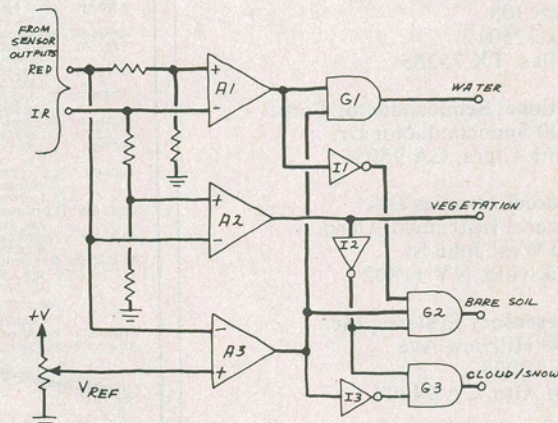 FROM
SENSOR
OUTPUTS
RED
IR
+
A1
-
G1
WATER
I1
+
A2
-
VEGETATION
I2
G2
BARE SOIL
-
A3
+
+V
VREF
I3
G3
CLOUD/SNOW